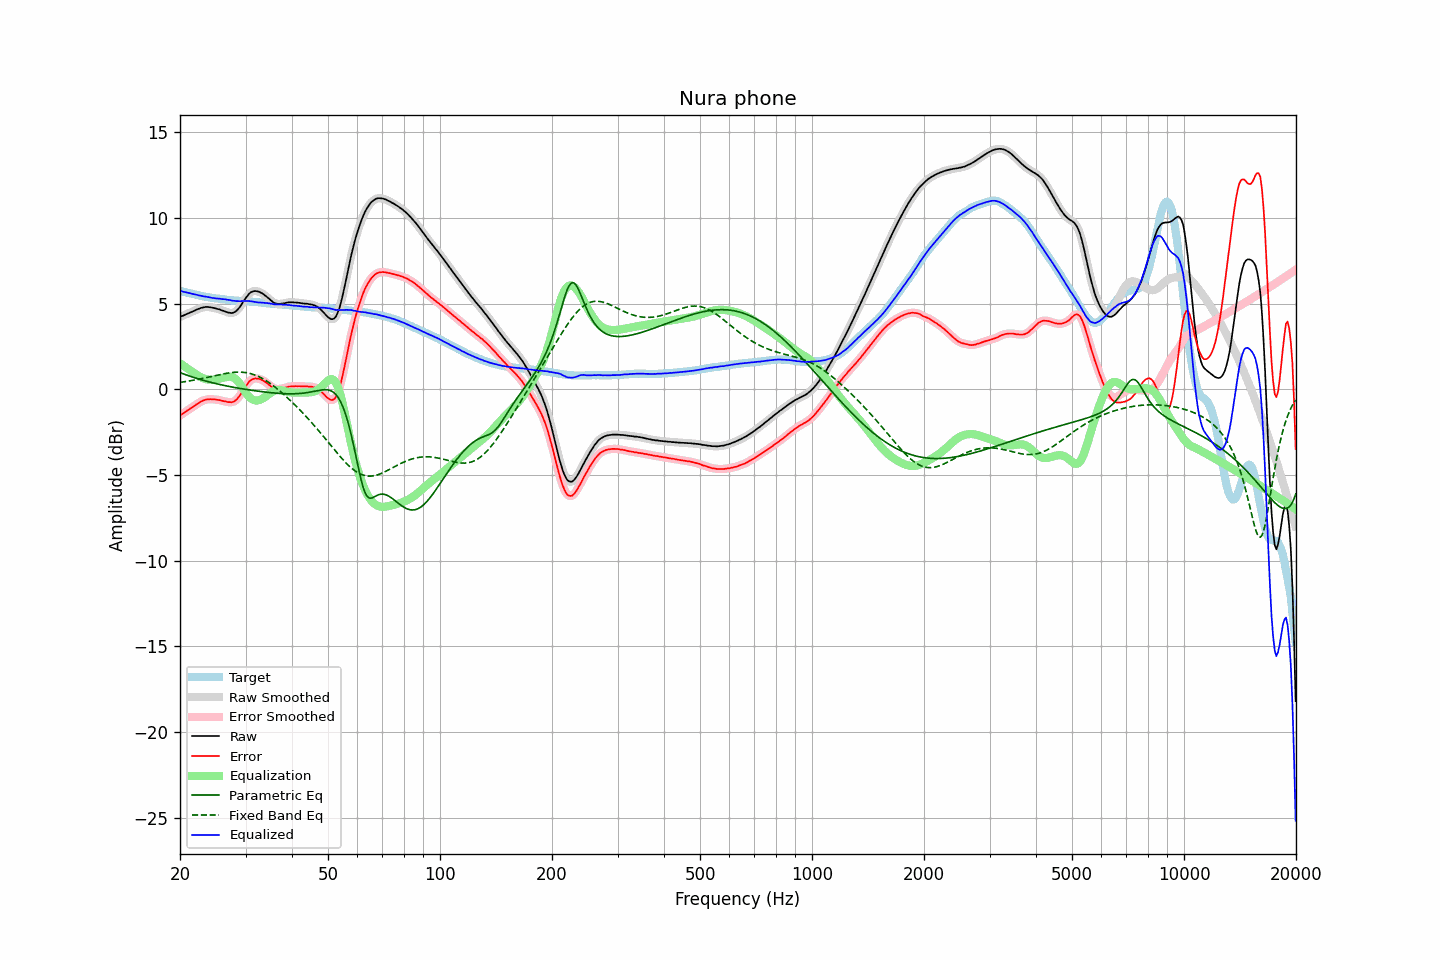 Nura phone
15
10
5
0
−5
−10
−15
−20
−25
Amplitude (dBr)
Target
Raw Smoothed
Error Smoothed
Raw
Error
Equalization
Parametric Eq
Fixed Band Eq
Equalized
20 50 100 200 500 1000 2000 5000 10000 20000
Frequency (Hz)